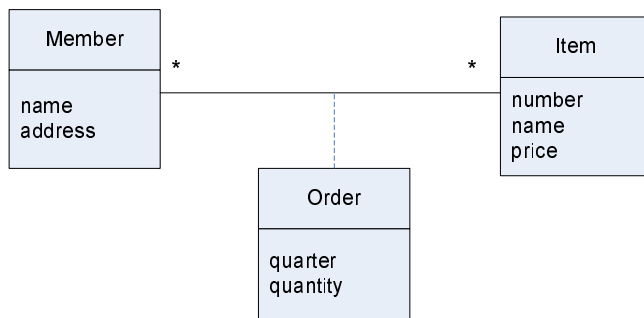 Member
*
*
Item
name
address
number
name
price
Order
quarter
quantity